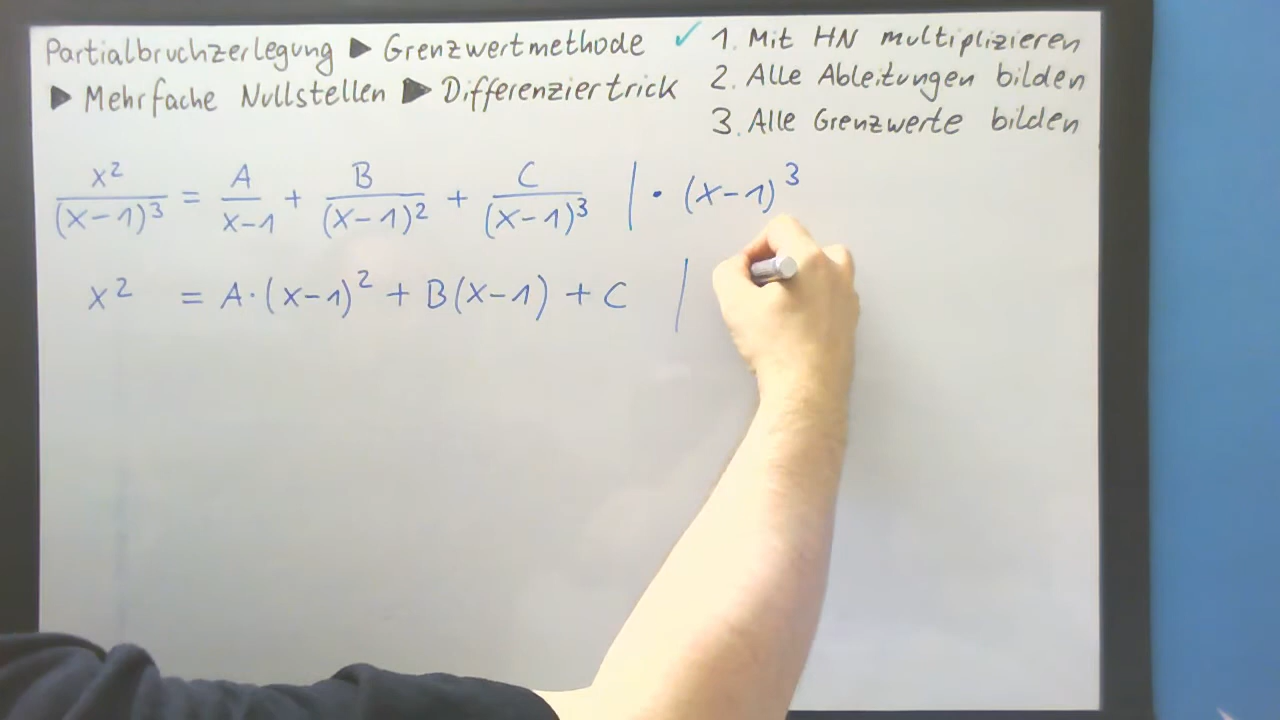 Partialbruchzerlegung ▶ Grenzwertmethode
▶ Mehrfache Nullstellen ▶ Differenziertrick
✓ 1. Mit HN multiplizieren
2. Alle Ableitungen bilden
3. Alle Grenzwerte bilden
x²/(x-1)³ = A/(x-1) + B/(x-1)² + C/(x-1)³ | · (x-1)³
x² = A·(x-1)² + B(x-1) + C |